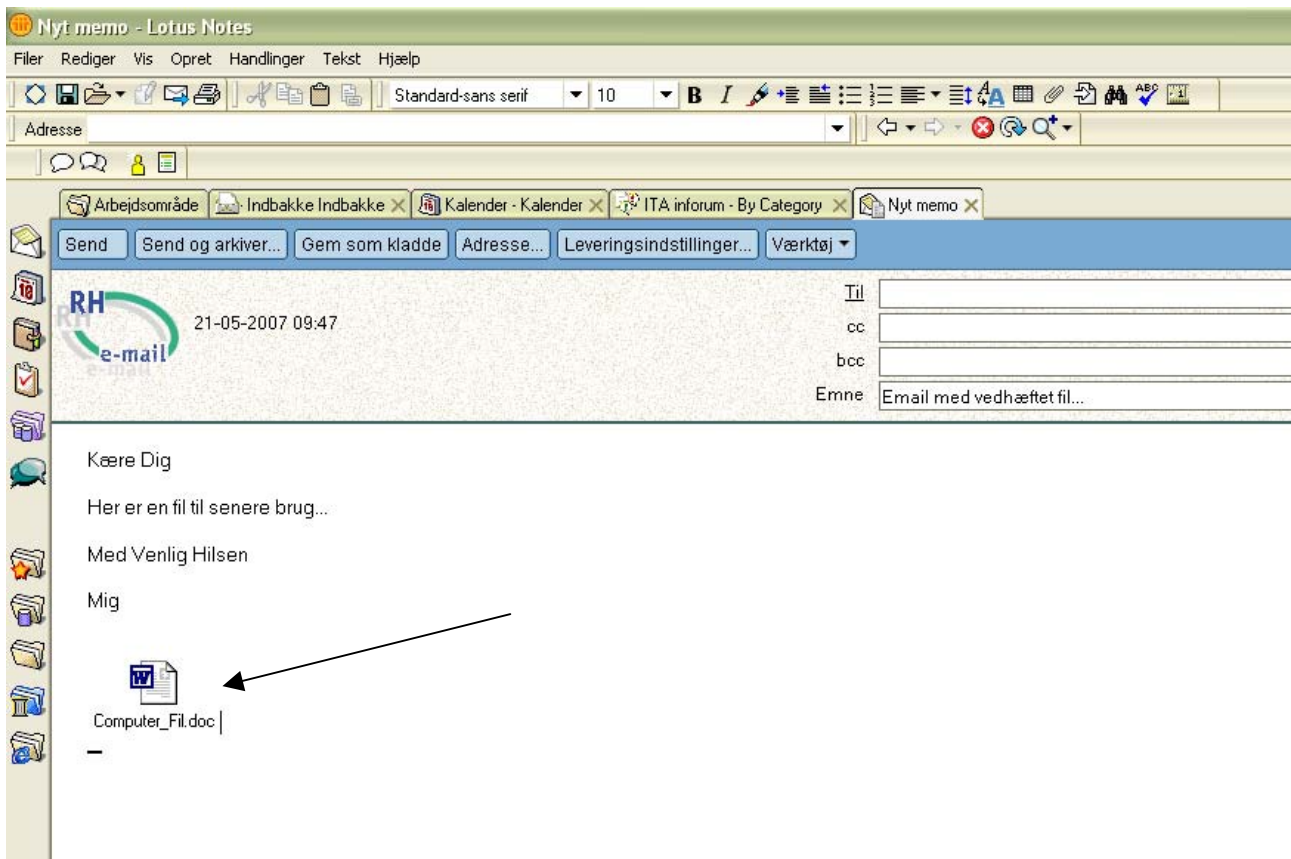 Nyt memo - Lotus Notes
Filer Rediger Vis Opret Handlinger Tekst Hjælp
Standard-sans serif 10 B I
Adresse
Arbejdsområde Indbakke Indbakke Kalender - Kalender ITA inforum - By Category Nyt memo
Send Send og arkiver... Gem som kladde Adresse... Leveringsindstillinger... Værktøj
RH
e-mail
21-05-2007 09:47
Til
cc
bcc
Emne Email med vedhæftet fil...
Kære Dig
Her er en fil til senere brug...
Med Venlig Hilsen
Mig
Computer_Fil.doc